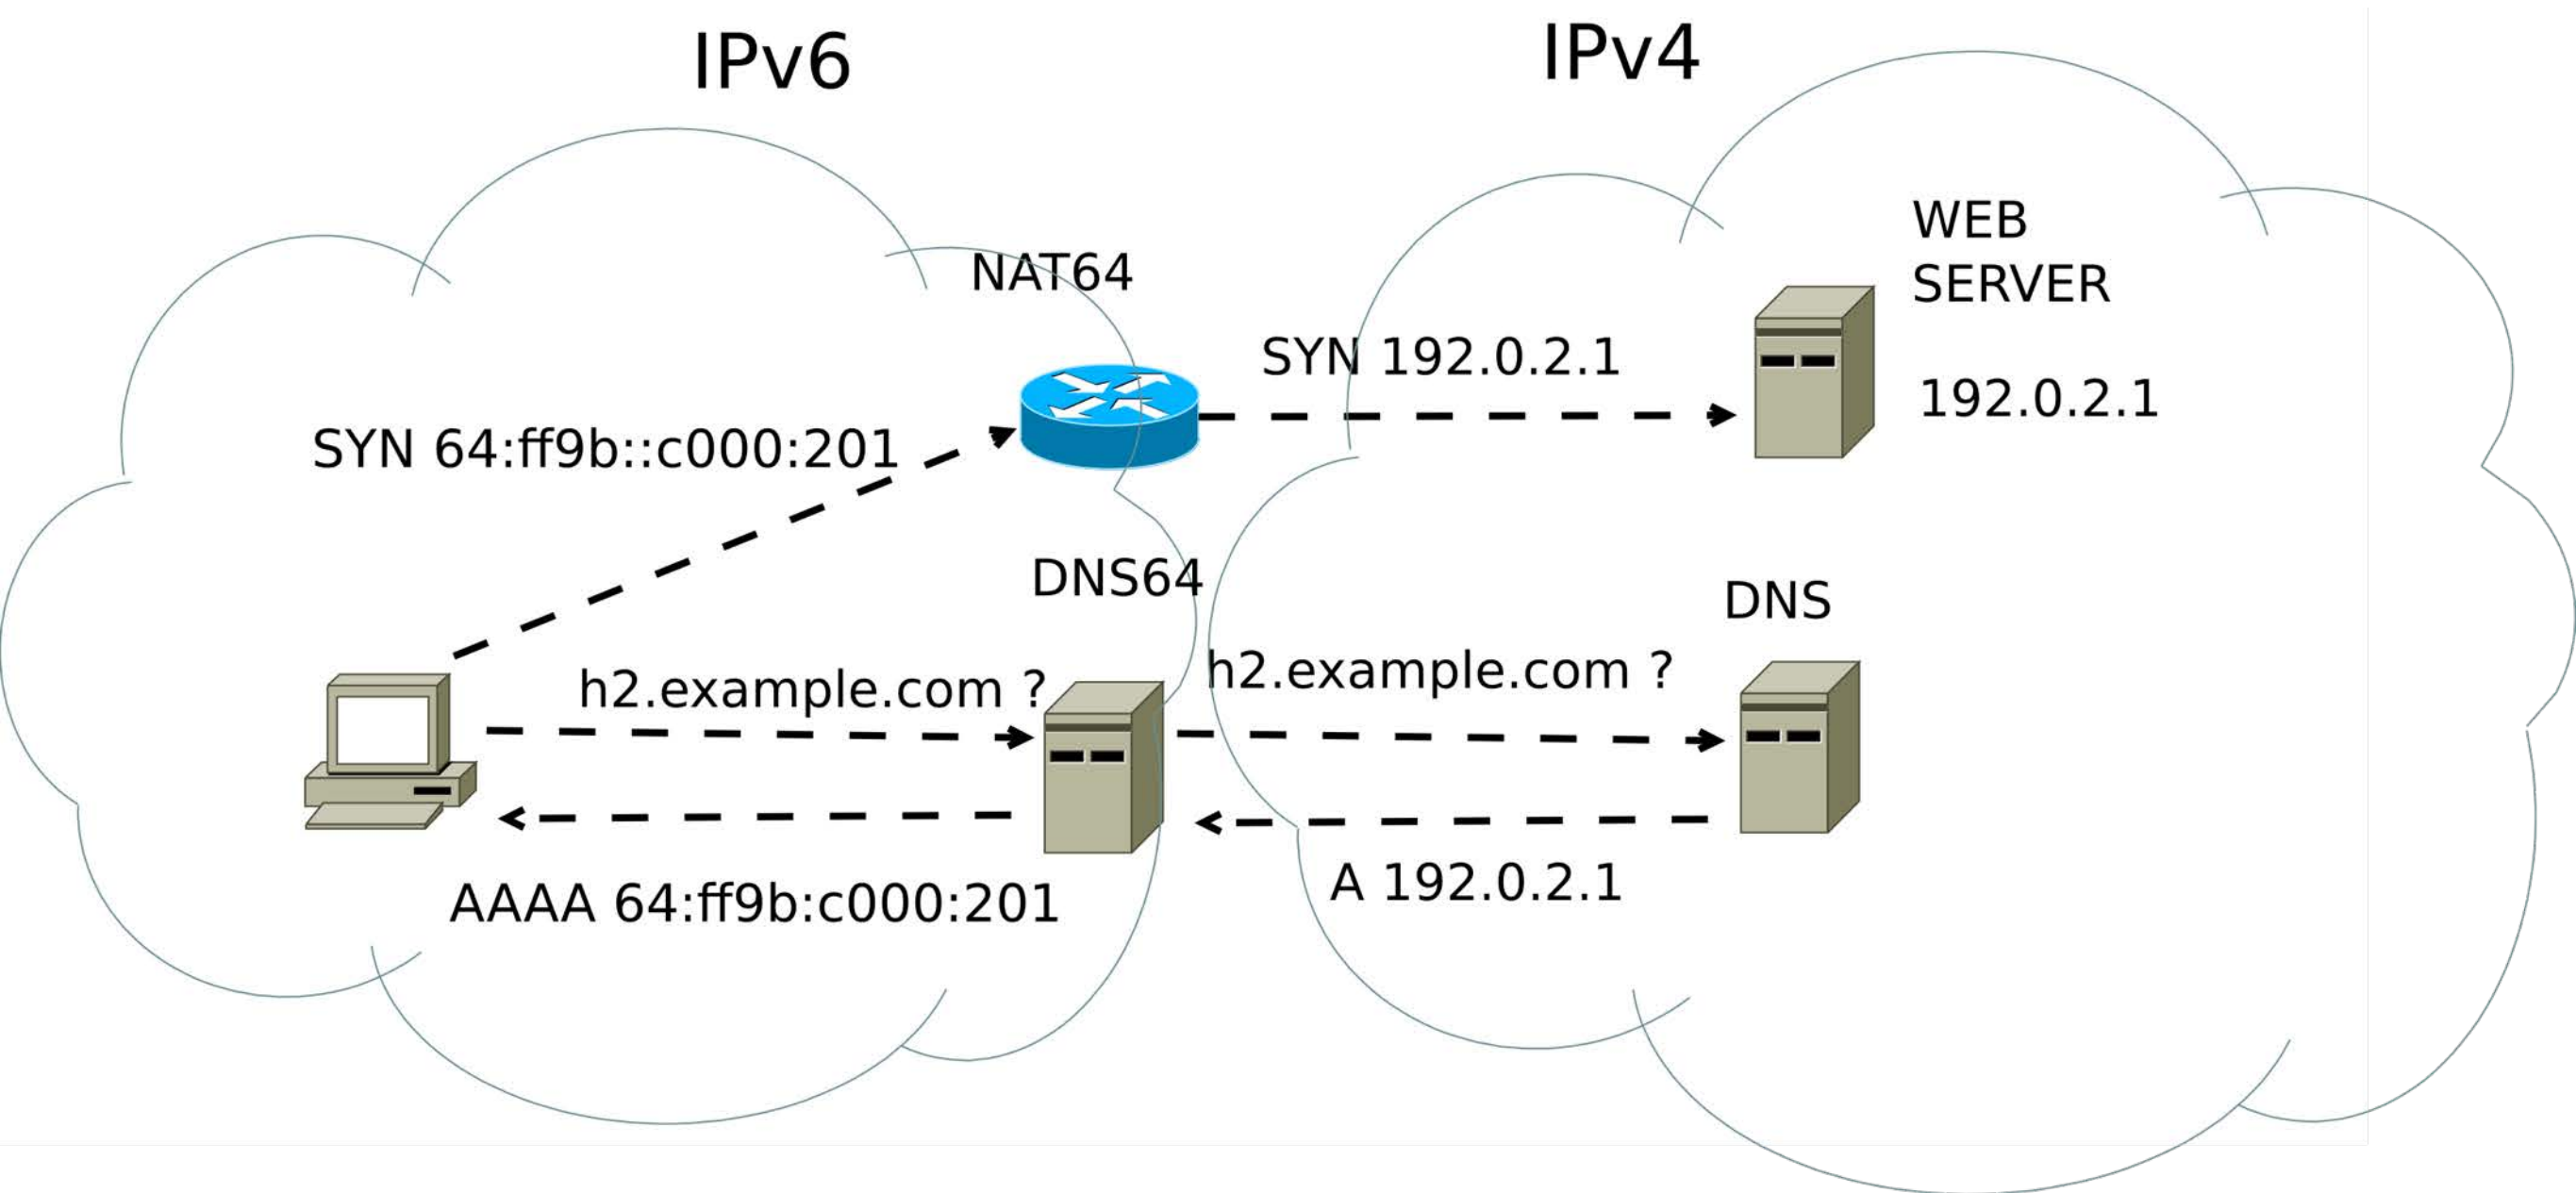 IPv6
IPv4
NAT64
WEB
SERVER
SYN 192.0.2.1
192.0.2.1
SYN 64:ff9b::c000:201
DNS64
DNS
h2.example.com ?
h2.example.com ?
AAAA 64:ff9b:c000:201
A 192.0.2.1